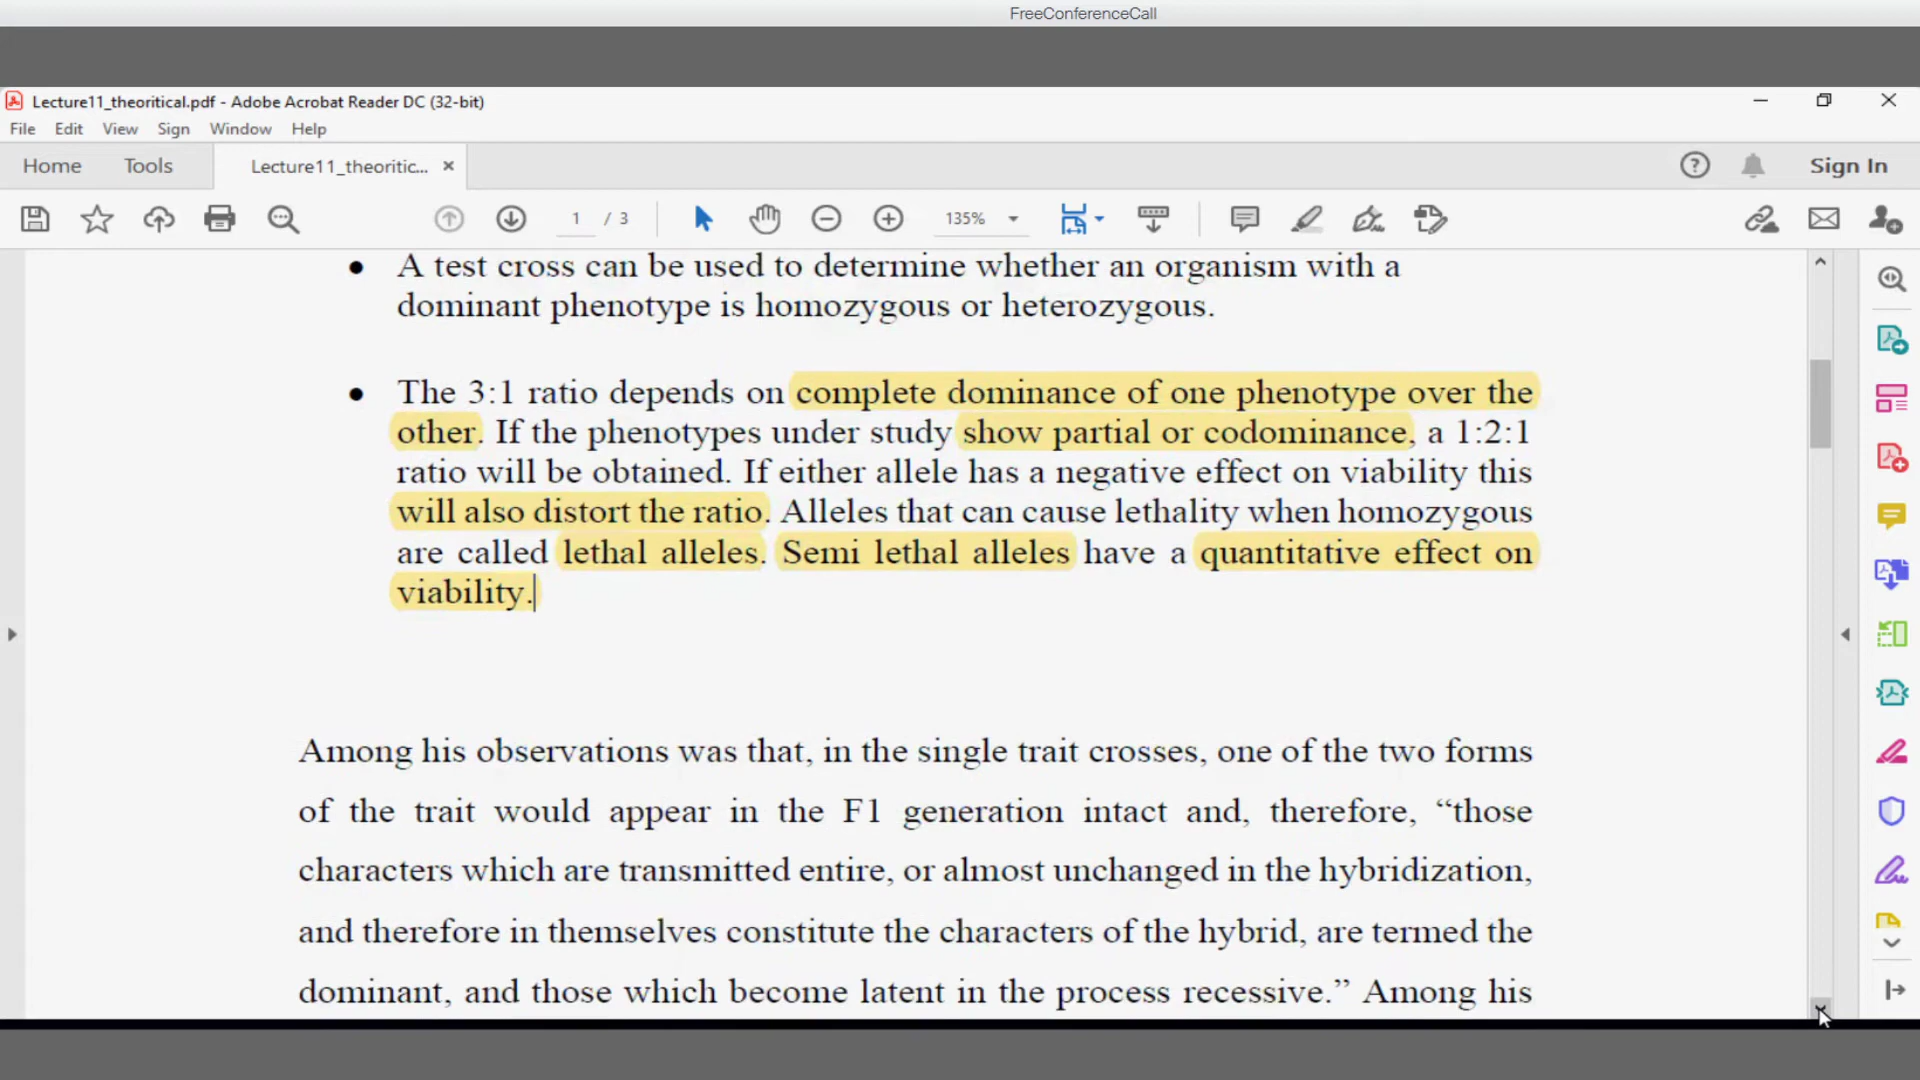 FreeConferenceCall
Lecture11_theoritical.pdf - Adobe Acrobat Reader DC (32-bit)
File Edit View Sign Window Help
Home Tools Lecture11_theoritic... × Sign In
1 / 3 135%
• A test cross can be used to determine whether an organism with a
dominant phenotype is homozygous or heterozygous.
• The 3:1 ratio depends on complete dominance of one phenotype over the
other. If the phenotypes under study show partial or codominance, a 1:2:1
ratio will be obtained. If either allele has a negative effect on viability this
will also distort the ratio. Alleles that can cause lethality when homozygous
are called lethal alleles. Semi lethal alleles have a quantitative effect on
viability.
Among his observations was that, in the single trait crosses, one of the two forms
of the trait would appear in the F1 generation intact and, therefore, “those
characters which are transmitted entire, or almost unchanged in the hybridization,
and therefore in themselves constitute the characters of the hybrid, are termed the
dominant, and those which become latent in the process recessive.” Among his